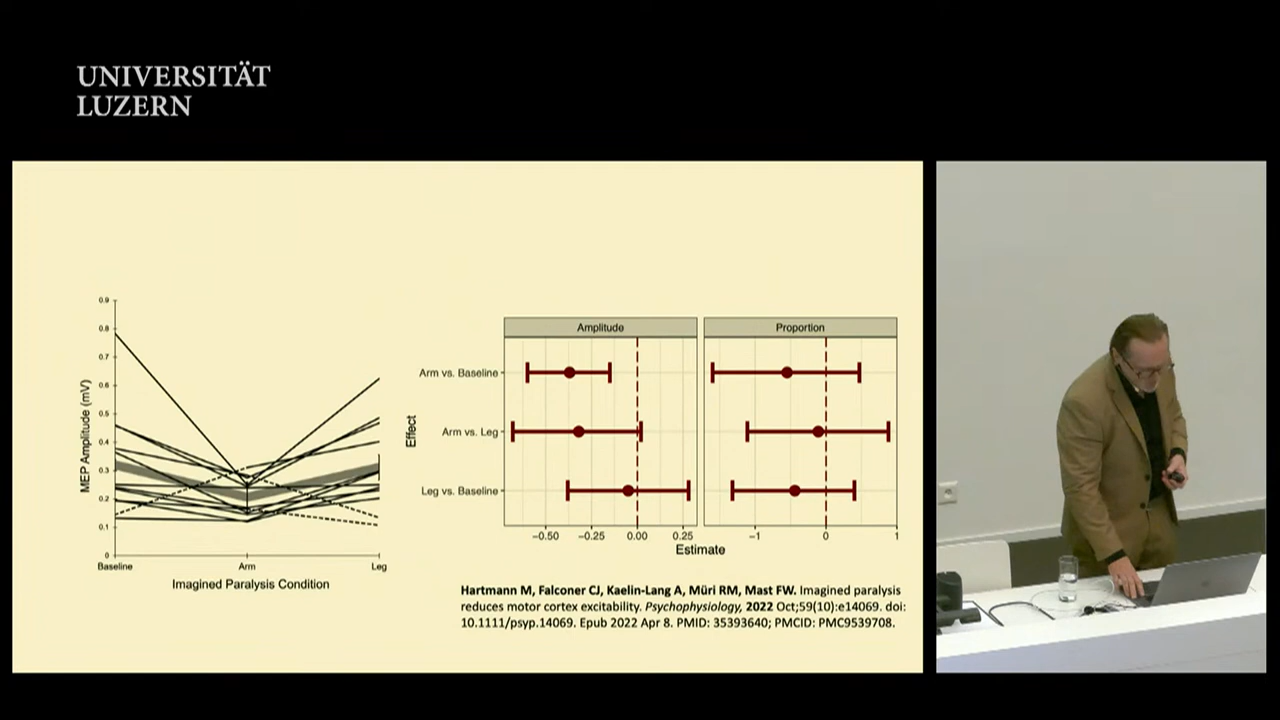 UNIVERSITÄT
LUZERN
0.9
0.8
0.7
0.6
0.5
0.4
0.3
0.2
0.1
0
MEP Amplitude (mV)
Baseline
Arm
Leg
Imagined Paralysis Condition
Amplitude
Proportion
Arm vs. Baseline
Arm vs. Leg
Leg vs. Baseline
Effect
−0.50
−0.25
0.00
0.25
−1
0
1
Estimate
Hartmann M, Falconer CJ, Kaelin-Lang A, Müri RM, Mast FW. Imagined paralysis
reduces motor cortex excitability. Psychophysiology, 2022 Oct;59(10):e14069. doi:
10.1111/psyp.14069. Epub 2022 Apr 8. PMID: 35393640; PMCID: PMC9539708.